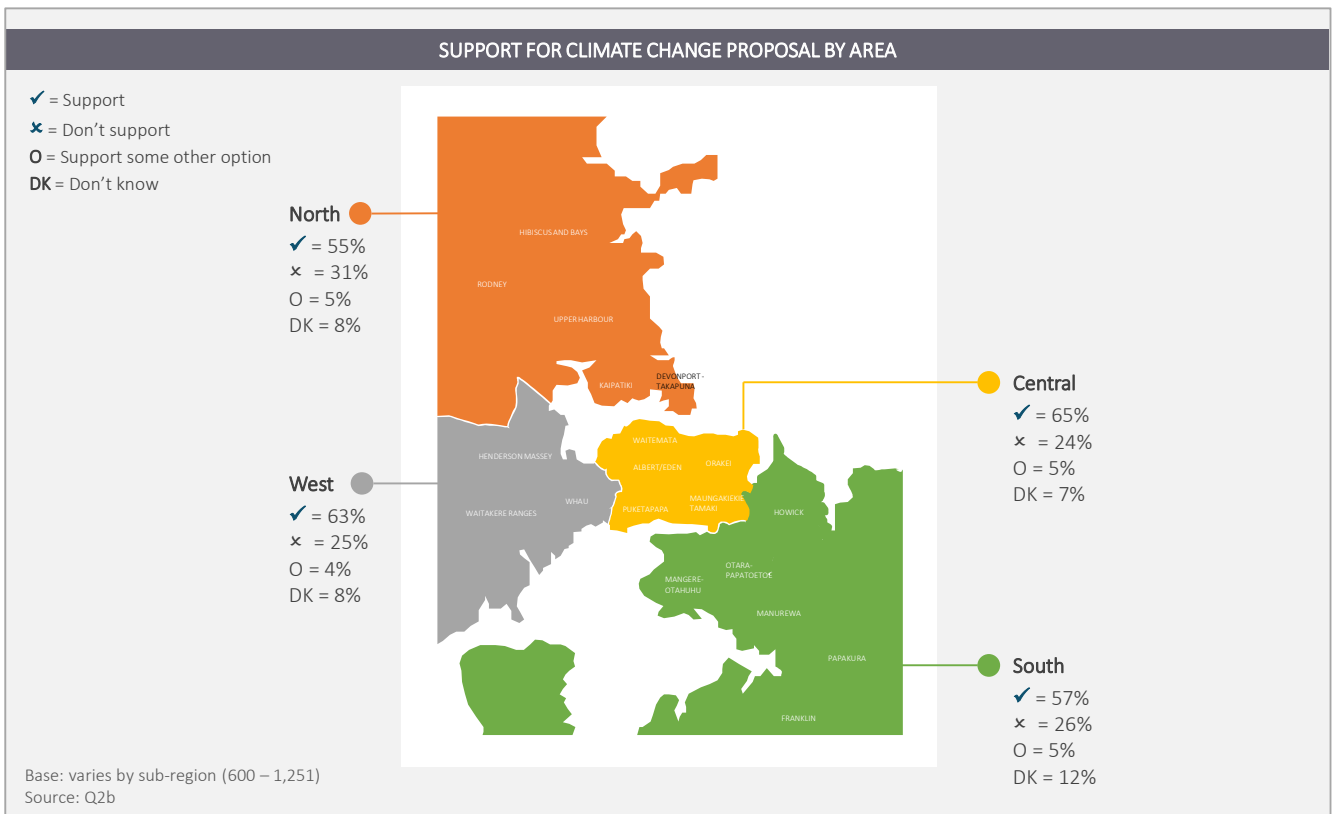 SUPPORT FOR CLIMATE CHANGE PROPOSAL BY AREA
✓ = Support
✗ = Don't support
O = Support some other option
DK = Don't know
North
✓ = 55%
✗ = 31%
O = 5%
DK = 8%
HIBISCUS AND BAYS
RODNEY
UPPER HARBOUR
KAIPATIKI
DEVONPORT -
TAKAPUNA
Central
✓ = 65%
✗ = 24%
O = 5%
DK = 7%
WAITEMATA
ALBERT/EDEN
ORAKEI
MAUNGAKIEKIE-
TAMAKI
PUKETAPAPA
West
✓ = 63%
✗ = 25%
O = 4%
DK = 8%
HENDERSON MASSEY
WHAU
WAITAKERE RANGES
HOWICK
OTARA-
PAPATOETOE
MANGERE-
OTAHUHU
MANUREWA
PAPAKURA
FRANKLIN
South
✓ = 57%
✗ = 26%
O = 5%
DK = 12%
Base: varies by sub-region (600 – 1,251)
Source: Q2b